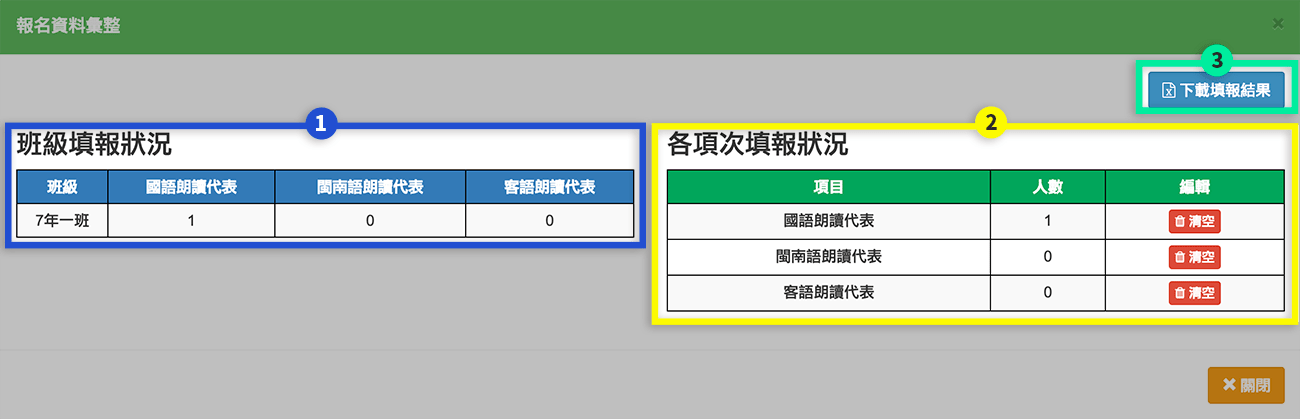 報名資料彙整 ×
3
下載填報結果
1
班級填報狀況
班級 國語朗讀代表 閩南語朗讀代表 客語朗讀代表
7年一班 1 0 0
2
各項次填報狀況
項目 人數 編輯
國語朗讀代表 1 清空
閩南語朗讀代表 0 清空
客語朗讀代表 0 清空
關閉